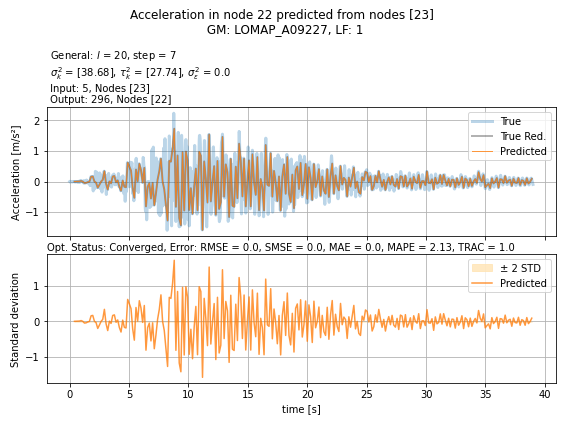 Acceleration in node 22 predicted from nodes [23]
GM: LOMAP_A09227, LF: 1
General: l = 20, step = 7
σ²ₖ = [38.68], τ²ₖ = [27.74], σ²ₑ = 0.0
Input: 5, Nodes [23]
Output: 296, Nodes [22]
Acceleration [m/s²]
2
1
0
−1
True
True Red.
Predicted
Opt. Status: Converged, Error: RMSE = 0.0, SMSE = 0.0, MAE = 0.0, MAPE = 2.13, TRAC = 1.0
Standard deviation
1
0
−1
± 2 STD
Predicted
0 5 10 15 20 25 30 35 40
time [s]